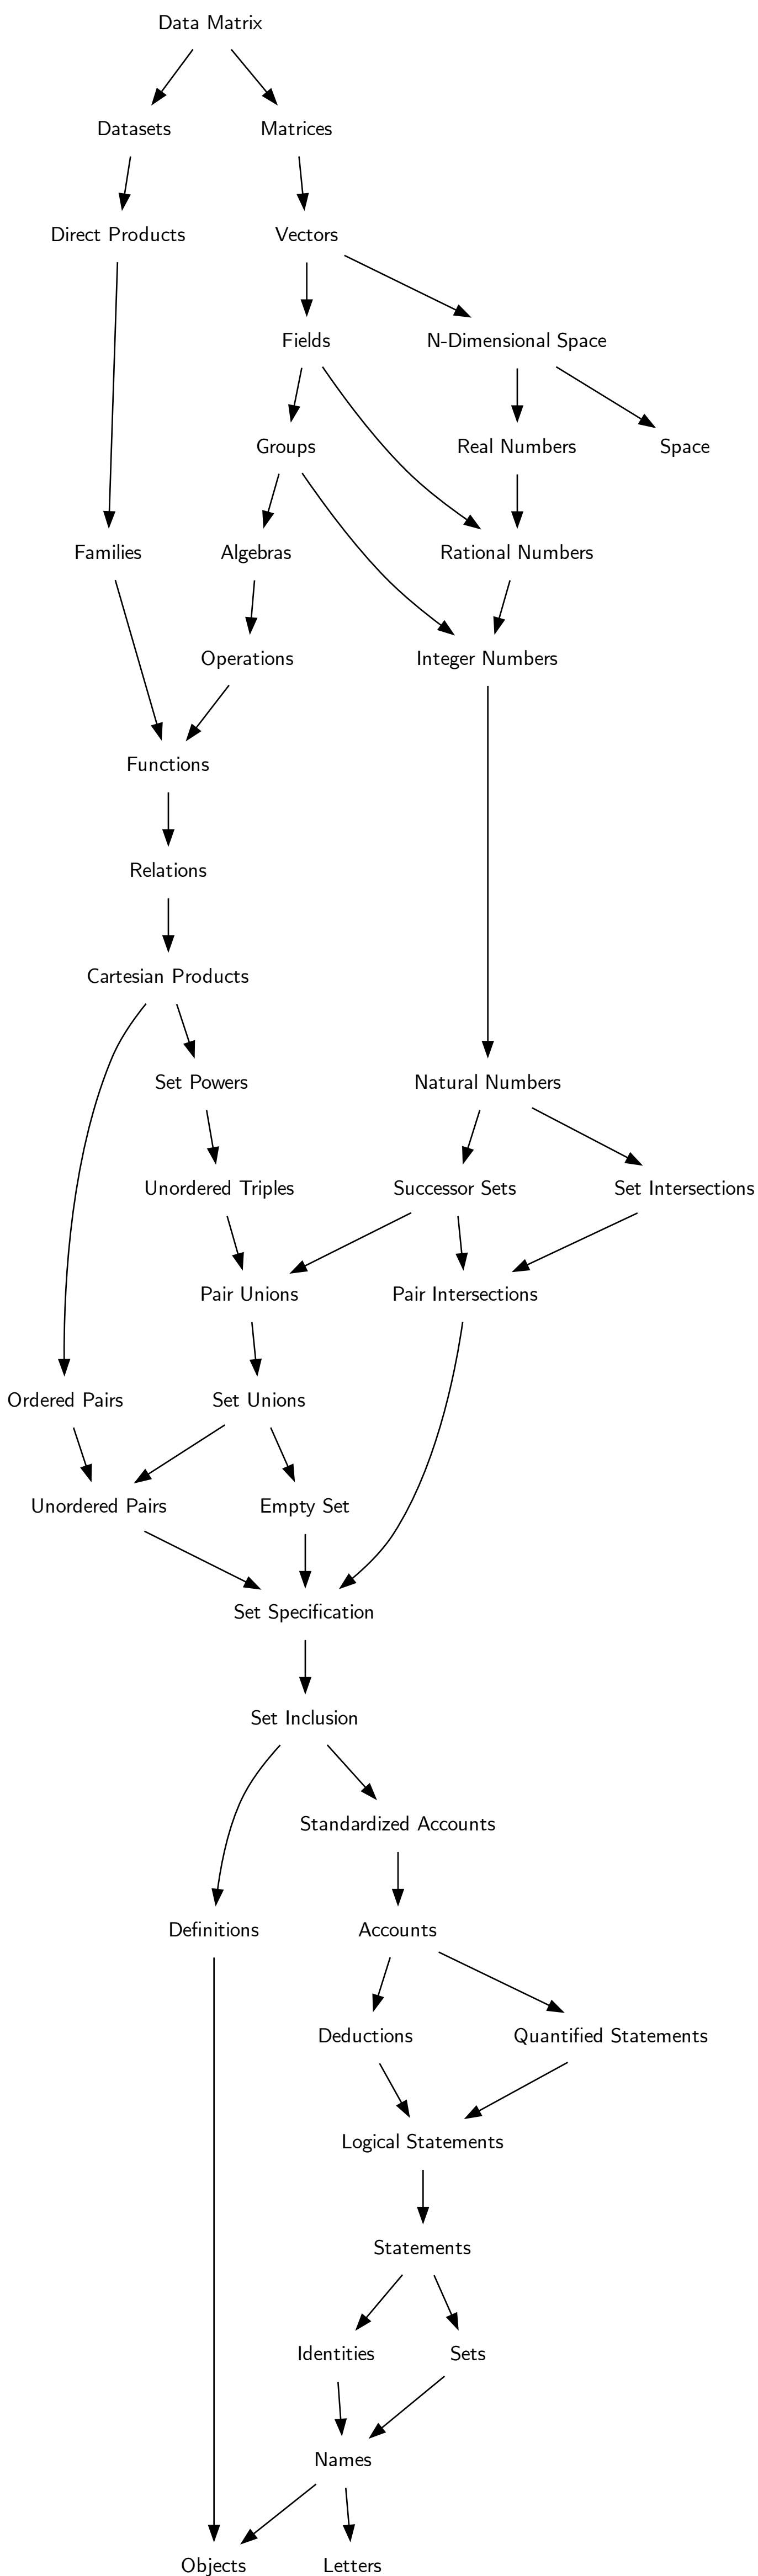 Data Matrix
Datasets
Matrices
Direct Products
Vectors
Fields
N-Dimensional Space
Groups
Real Numbers
Space
Families
Algebras
Rational Numbers
Operations
Integer Numbers
Functions
Relations
Cartesian Products
Set Powers
Natural Numbers
Unordered Triples
Successor Sets
Set Intersections
Pair Unions
Pair Intersections
Ordered Pairs
Set Unions
Unordered Pairs
Empty Set
Set Specification
Set Inclusion
Standardized Accounts
Definitions
Accounts
Deductions
Quantified Statements
Logical Statements
Statements
Identities
Sets
Names
Objects
Letters